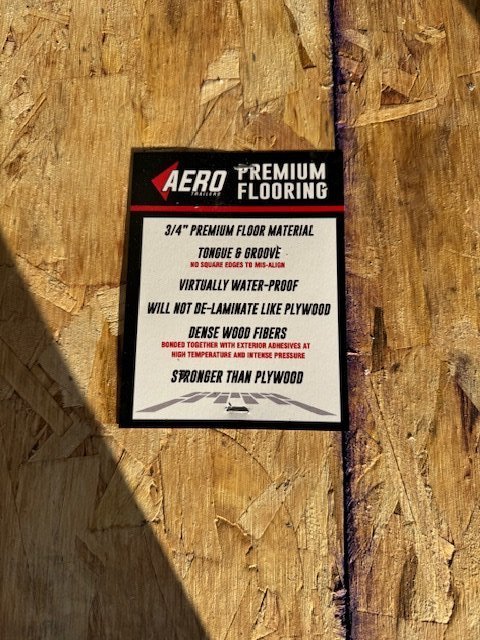 AERO
TRAILERS
PREMIUM
FLOORING
3/4" PREMIUM FLOOR MATERIAL
TONGUE & GROOVE
NO SQUARE EDGES TO MIS-ALIGN
VIRTUALLY WATER-PROOF
WILL NOT DE-LAMINATE LIKE PLYWOOD
DENSE WOOD FIBERS
BONDED TOGETHER WITH EXTERIOR ADHESIVES AT
HIGH TEMPERATURE AND INTENSE PRESSURE
STRONGER THAN PLYWOOD